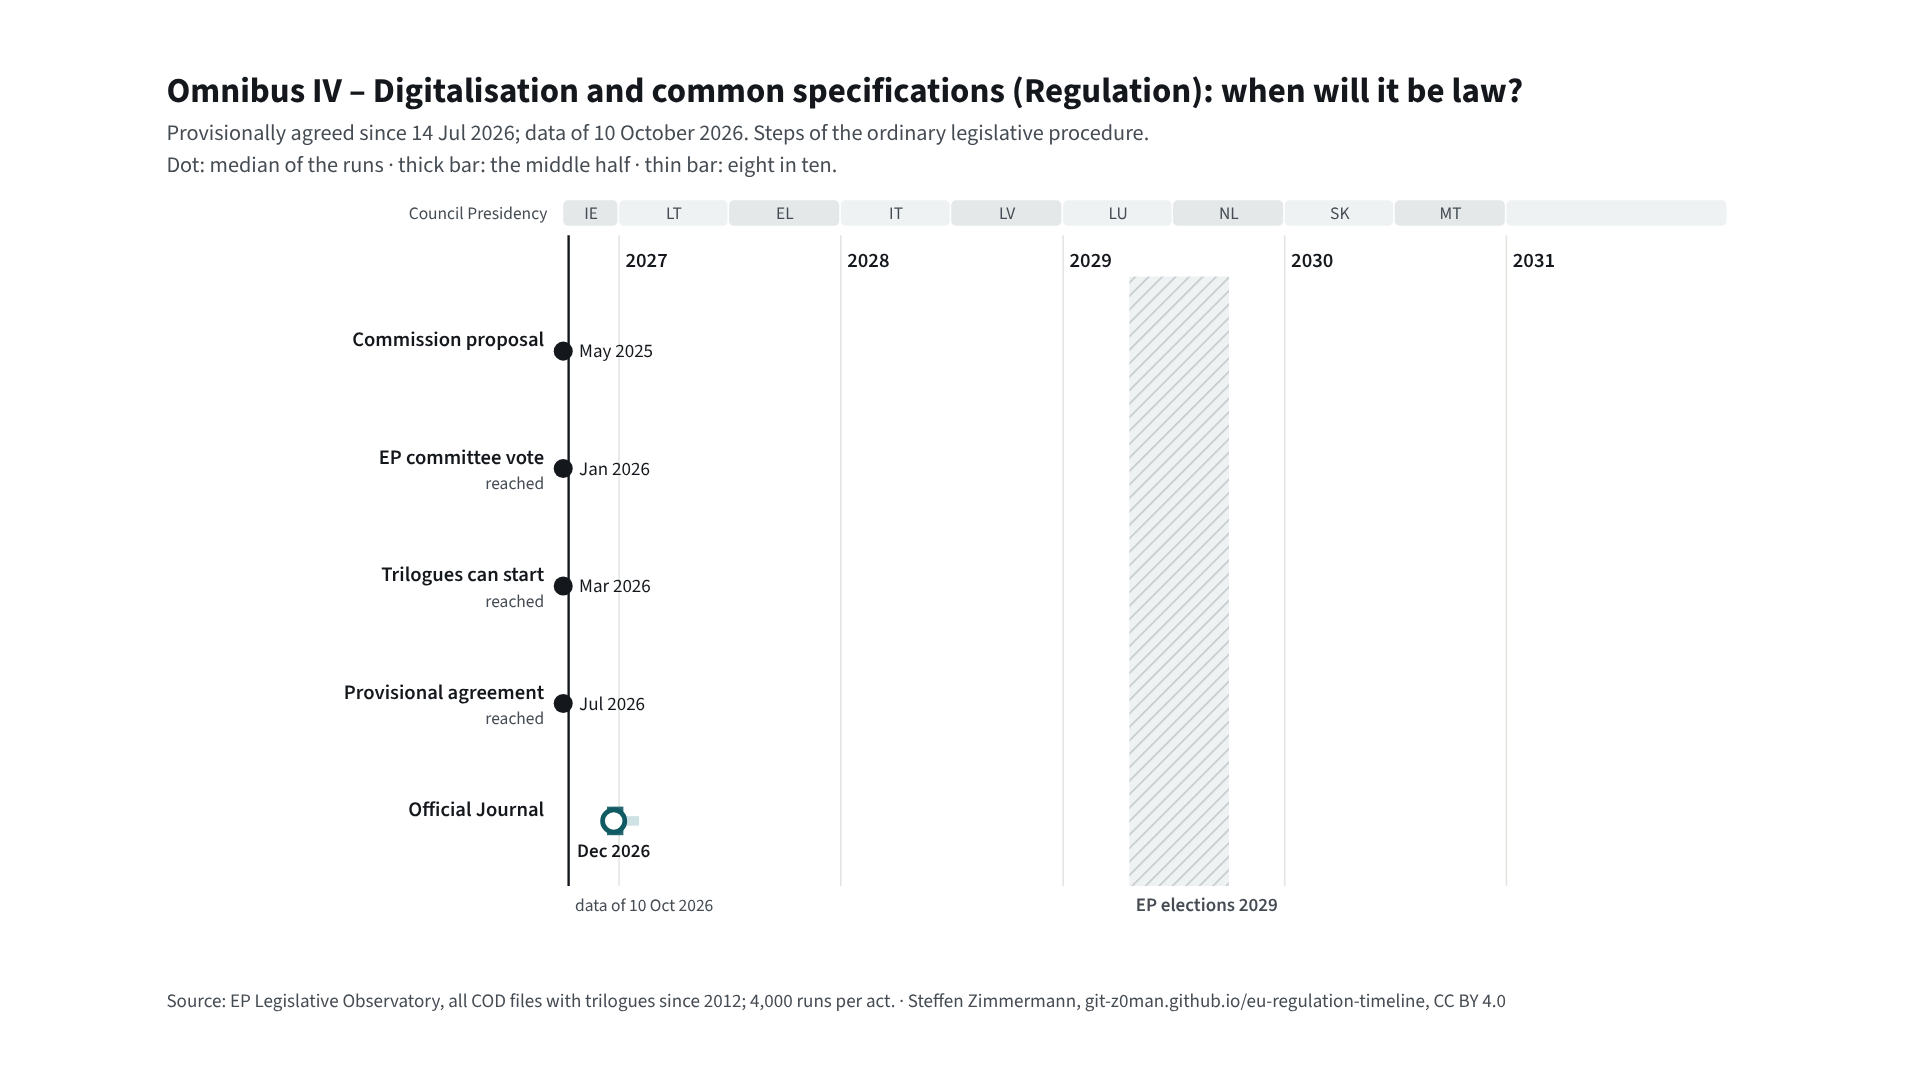 Omnibus IV – Digitalisation and common specifications (Regulation): when will it be law?
Provisionally agreed since 14 Jul 2026; data of 10 October 2026. Steps of the ordinary legislative procedure.
Dot: median of the runs · thick bar: the middle half · thin bar: eight in ten.
Council Presidency IE LT EL IT LV LU NL SK MT
2027 2028 2029 2030 2031
Commission proposal
May 2025
EP committee vote
Jan 2026
reached
Trilogues can start
Mar 2026
reached
Provisional agreement
Jul 2026
reached
Official Journal
Dec 2026
data of 10 Oct 2026 EP elections 2029
Source: EP Legislative Observatory, all COD files with trilogues since 2012; 4,000 runs per act. · Steffen Zimmermann, git-z0man.github.io/eu-regulation-timeline, CC BY 4.0